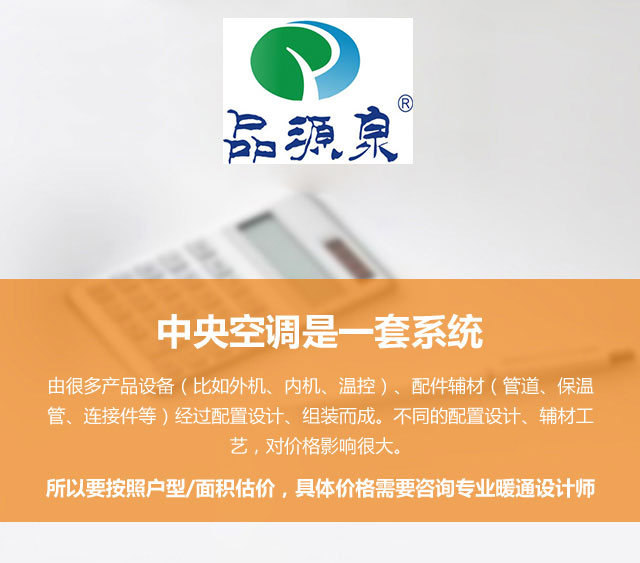 品源泉®
中央空调是一套系统
由很多产品设备（比如外机、内机、温控）、配件辅材（管道、保温
管、连接件等）经过配置设计、组装而成。不同的配置设计、辅材工
艺，对价格影响很大。
所以要按照户型/面积估价，具体价格需要咨询专业暖通设计师